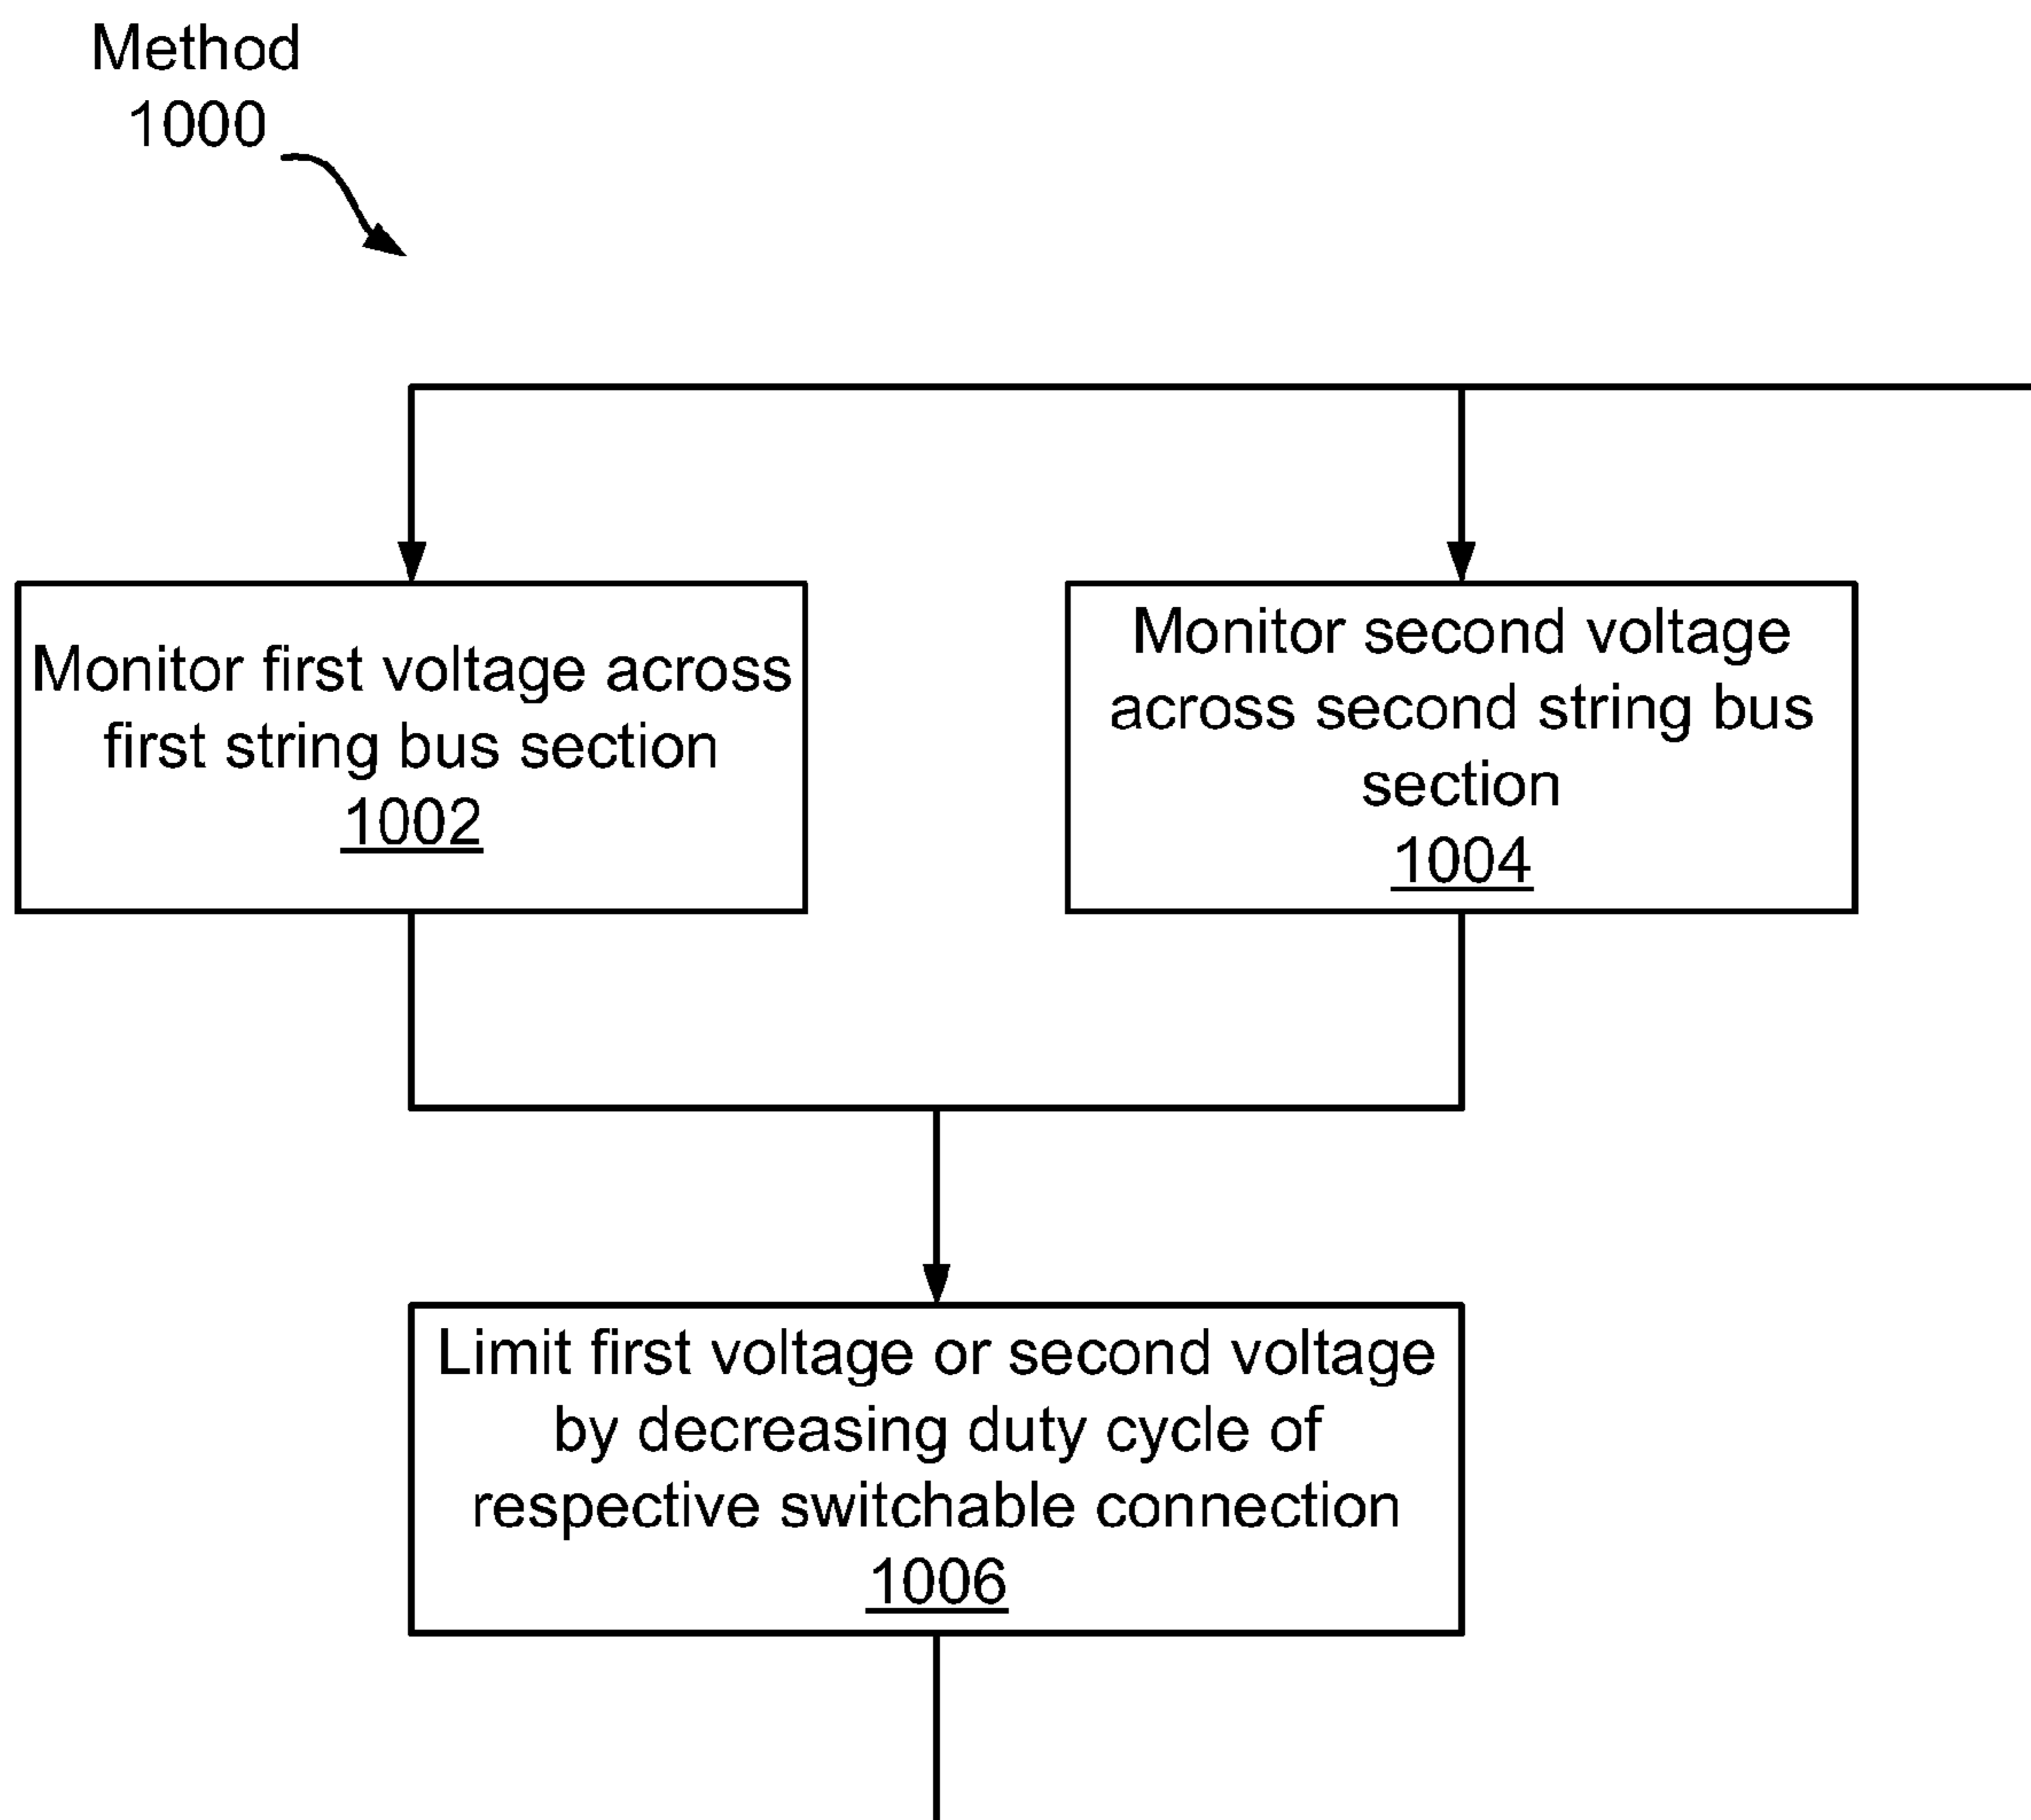 Method
1000
Monitor first voltage across
first string bus section
1002
Monitor second voltage
across second string bus
section
1004
Limit first voltage or second voltage
by decreasing duty cycle of
respective switchable connection
1006